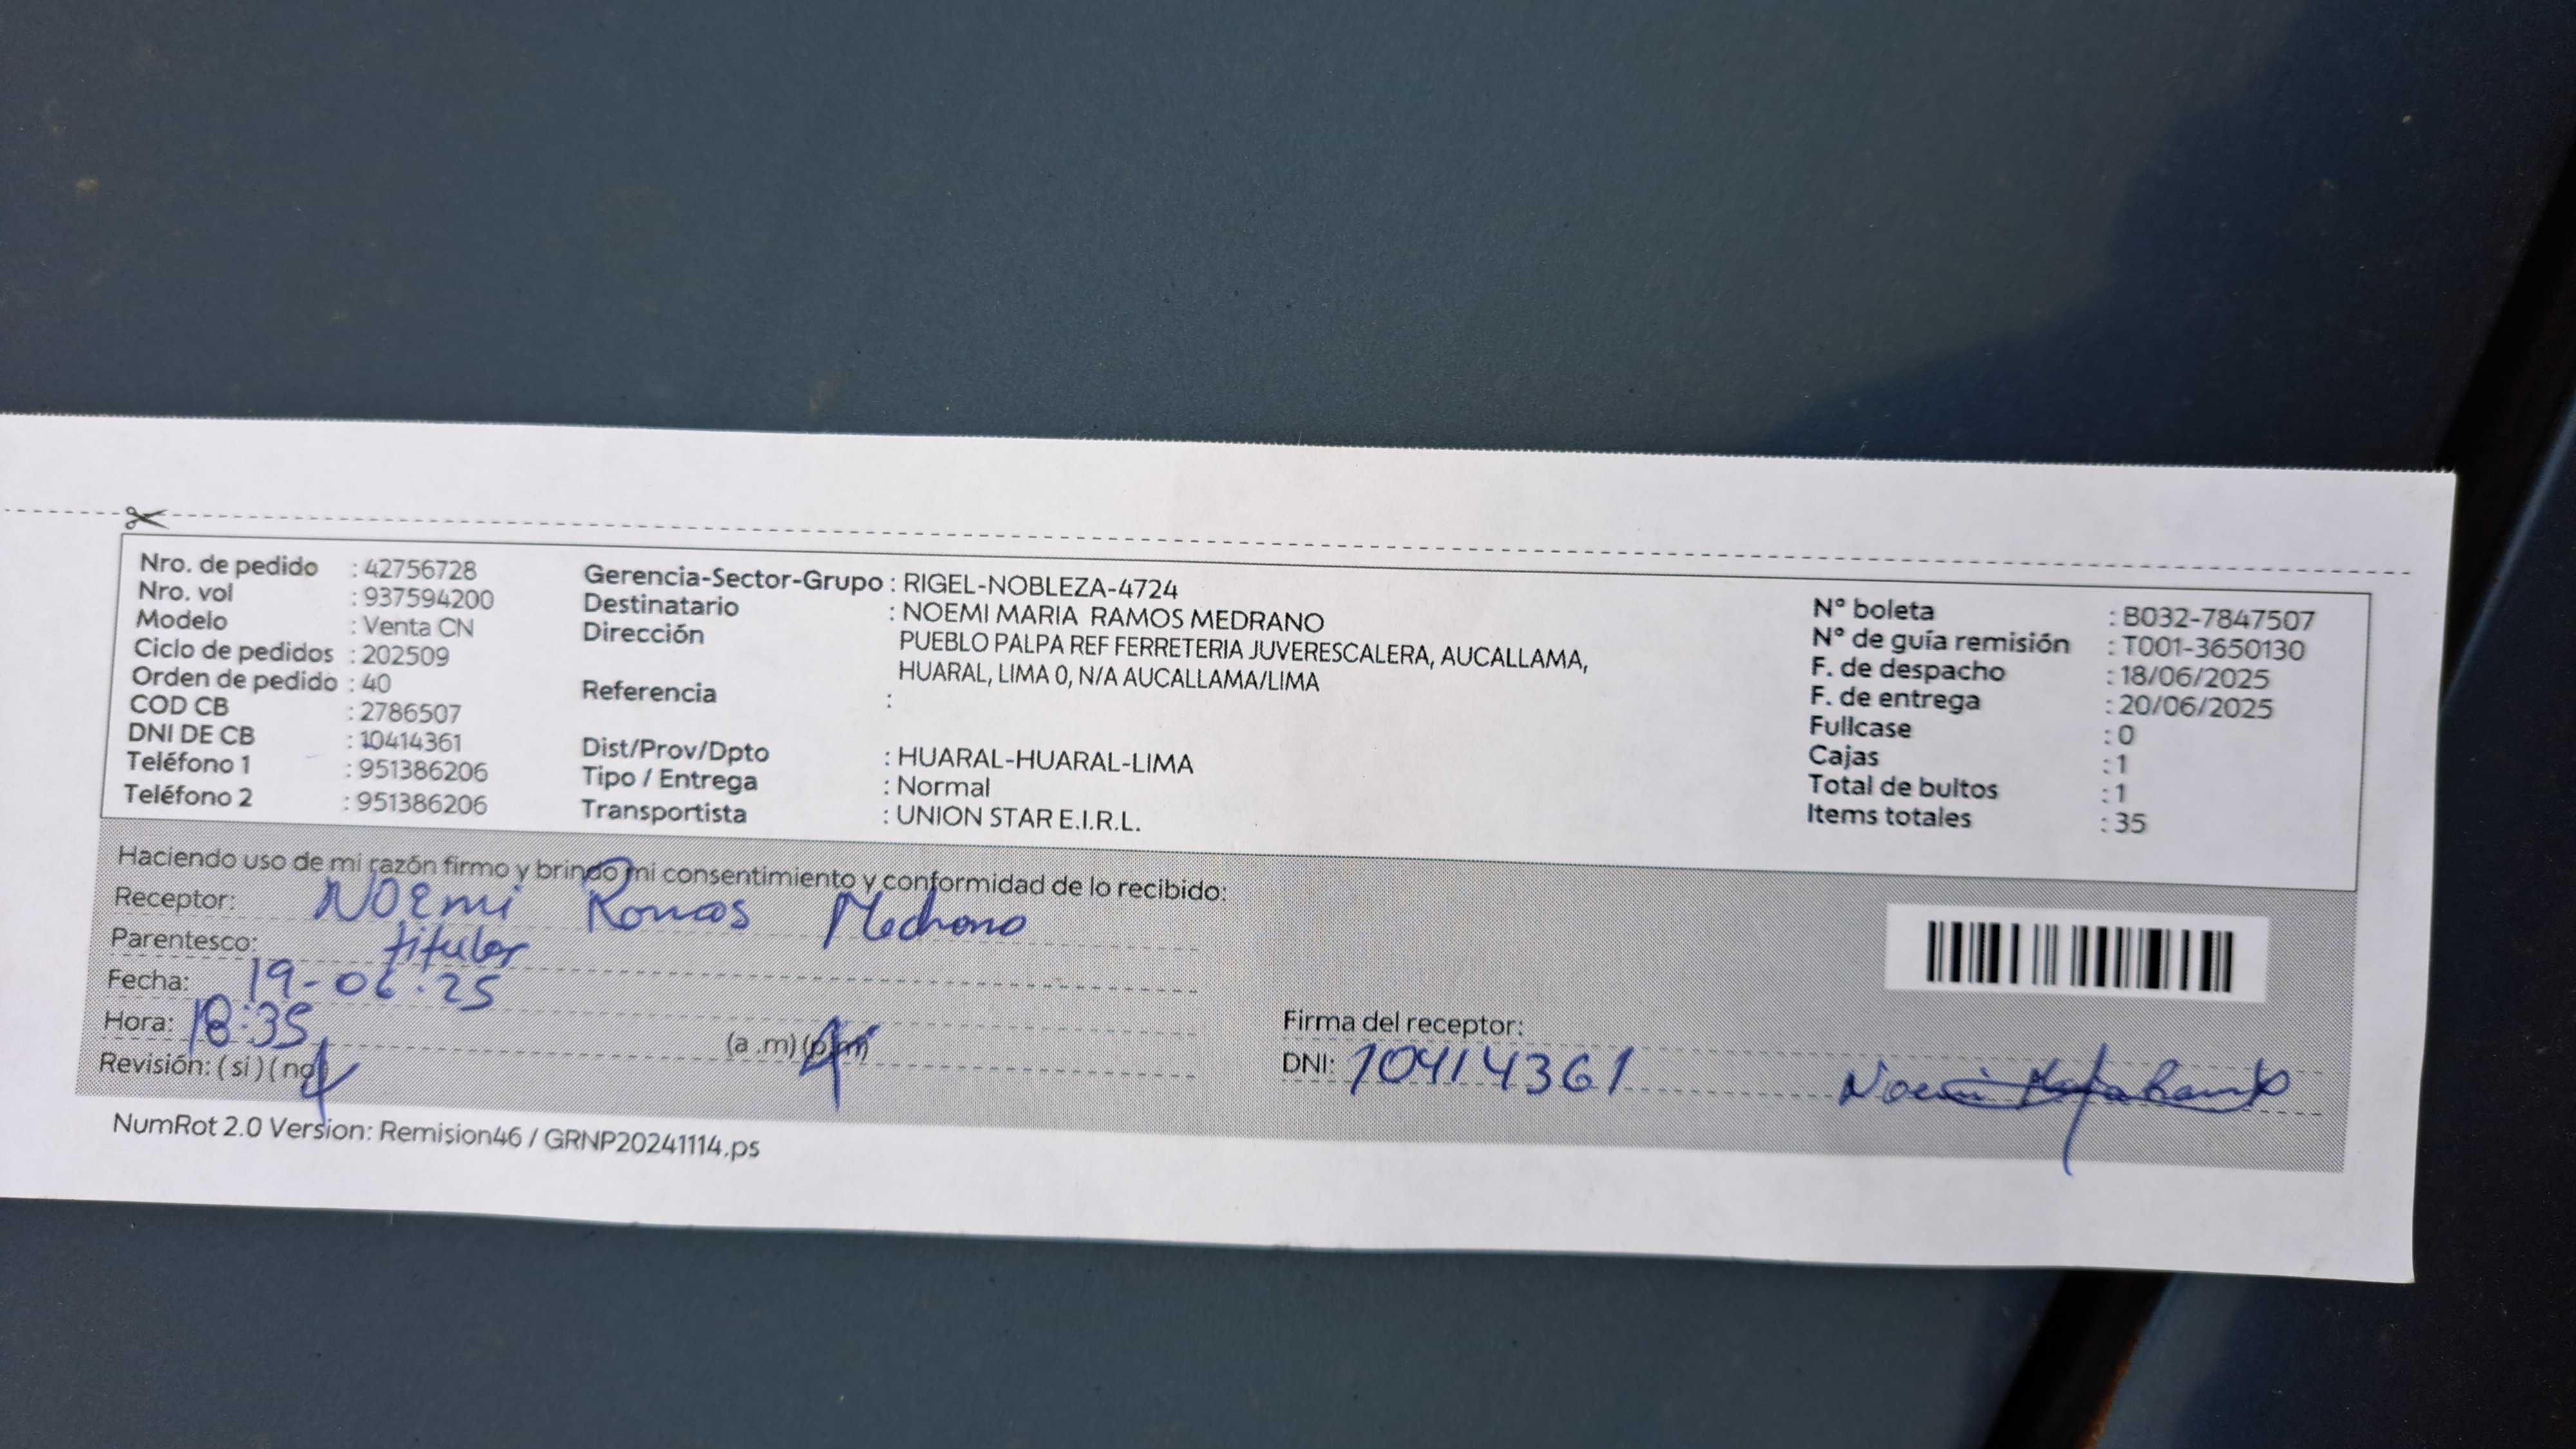 Nro. de pedido : 42756728
Nro. vol : 937594200
Modelo : Venta CN
Ciclo de pedidos : 202509
Orden de pedido : 40
COD CB : 2786507
DNI DE CB : 10414361
Teléfono 1 : 951386206
Teléfono 2 : 951386206
Gerencia-Sector-Grupo : RIGEL-NOBLEZA-4724
Destinatario : NOEMI MARIA RAMOS MEDRANO
Dirección PUEBLO PALPA REF FERRETERIA JUVERESCALERA, AUCALLAMA,
HUARAL, LIMA 0, N/A AUCALLAMA/LIMA
Referencia :
Dist/Prov/Dpto : HUARAL-HUARAL-LIMA
Tipo / Entrega : Normal
Transportista : UNION STAR E.I.R.L.
N° boleta : B032-7847507
N° de guía remisión : T001-3650130
F. de despacho : 18/06/2025
F. de entrega : 20/06/2025
Fullcase : 0
Cajas : 1
Total de bultos : 1
Items totales : 35
Haciendo uso de mi razón firmo y brindo mi consentimiento y conformidad de lo recibido:
Receptor: Noemi Ramos Medrano
Parentesco: titular
Fecha: 19-06-25
Hora: 18:35 (a .m) (p.m)
Revisión: ( si ) ( no )
Firma del receptor:
DNI: 10414361
NumRot 2.0 Version: Remision46 / GRNP20241114.ps